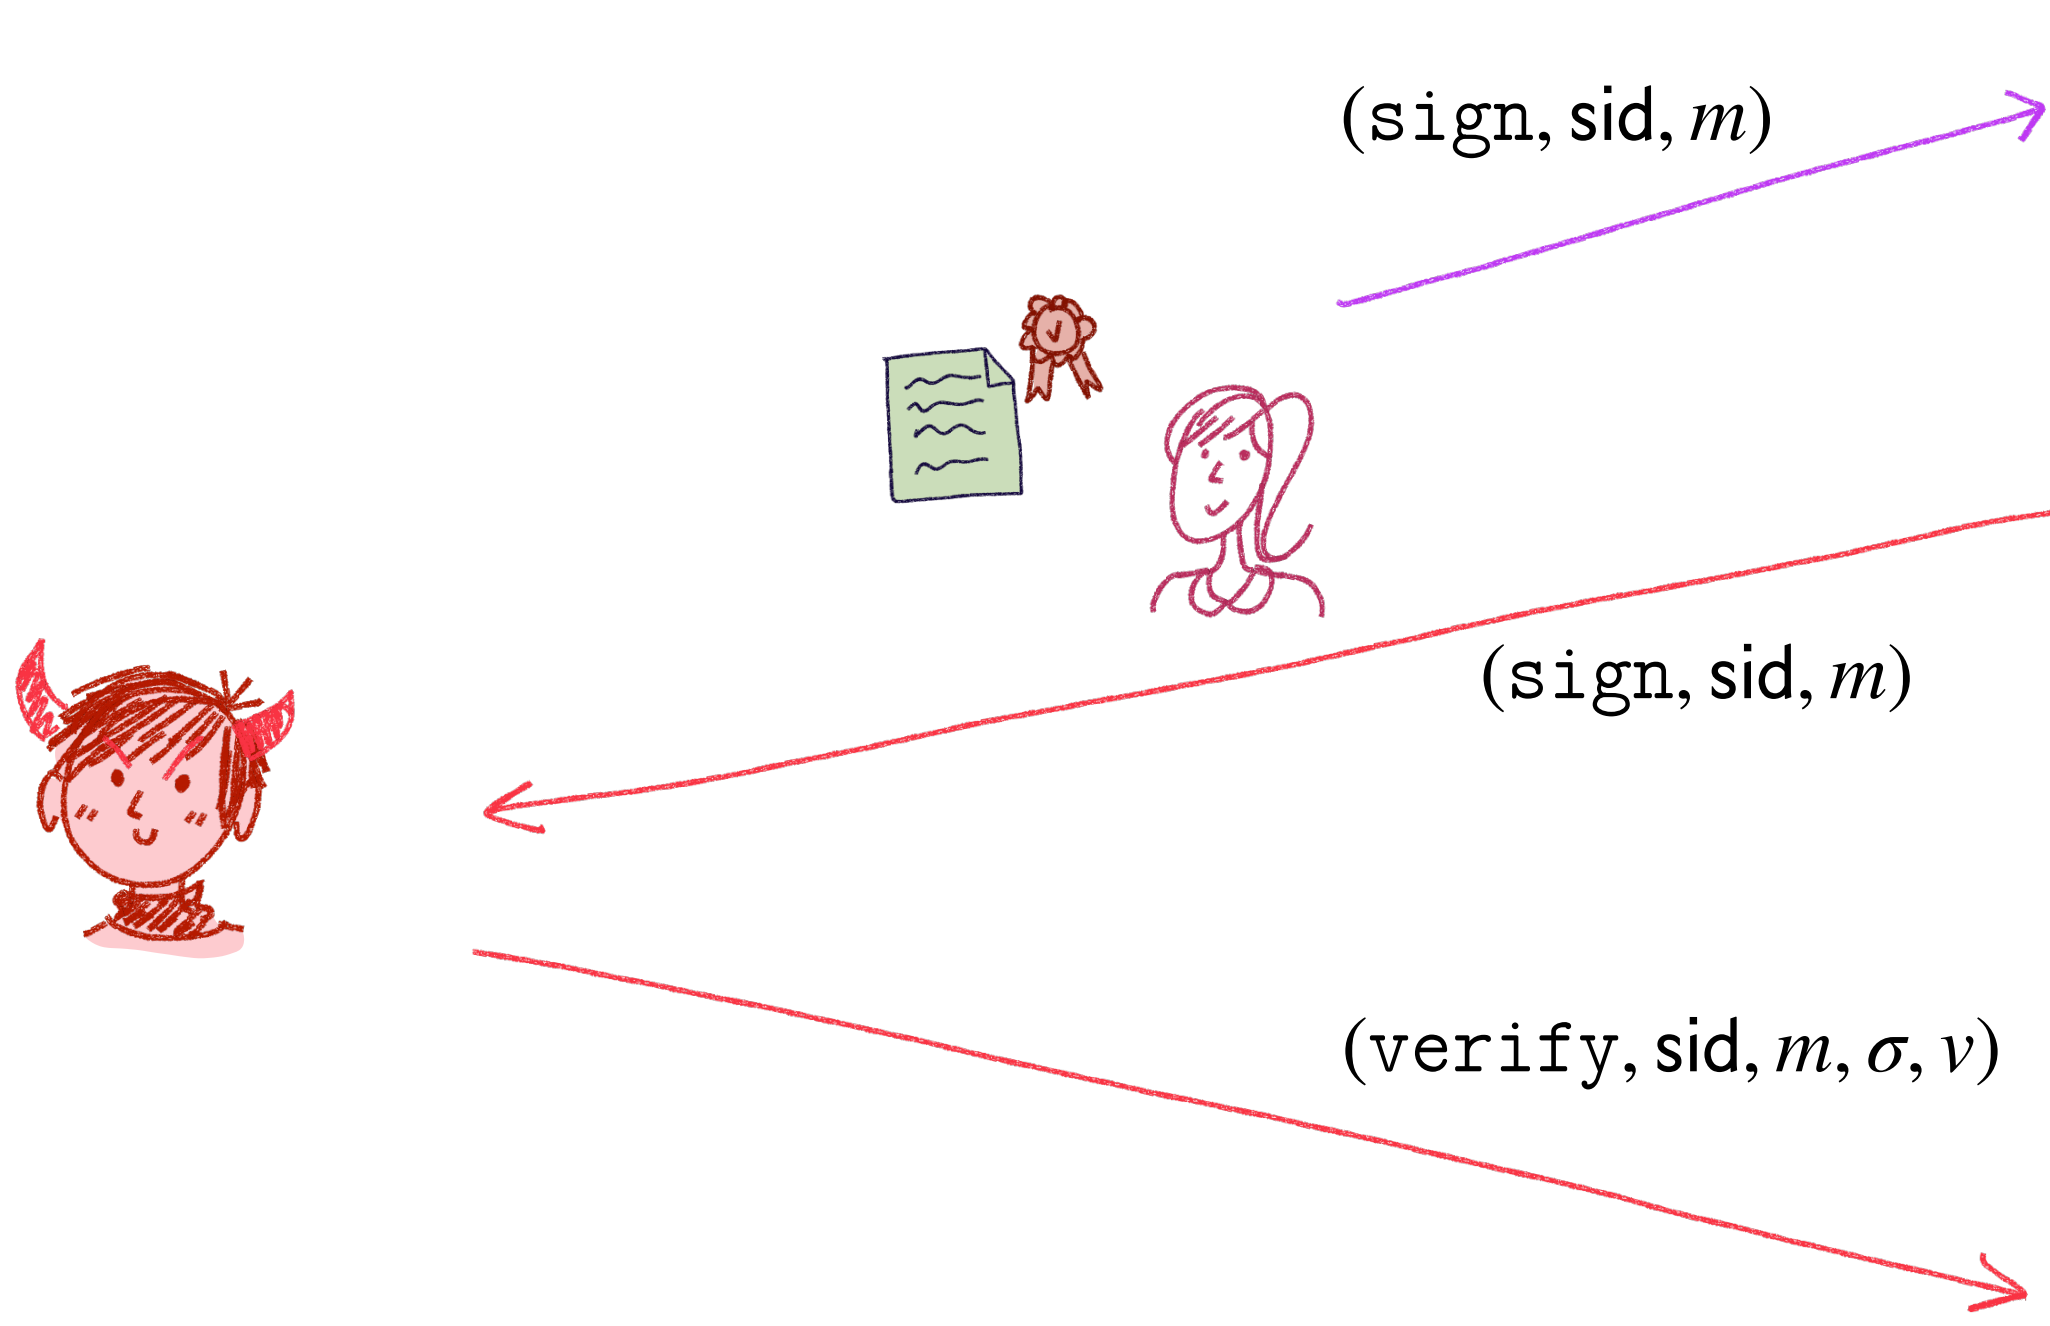 (sign, sid, m)
(sign, sid, m)
(verify, sid, m, σ, v)